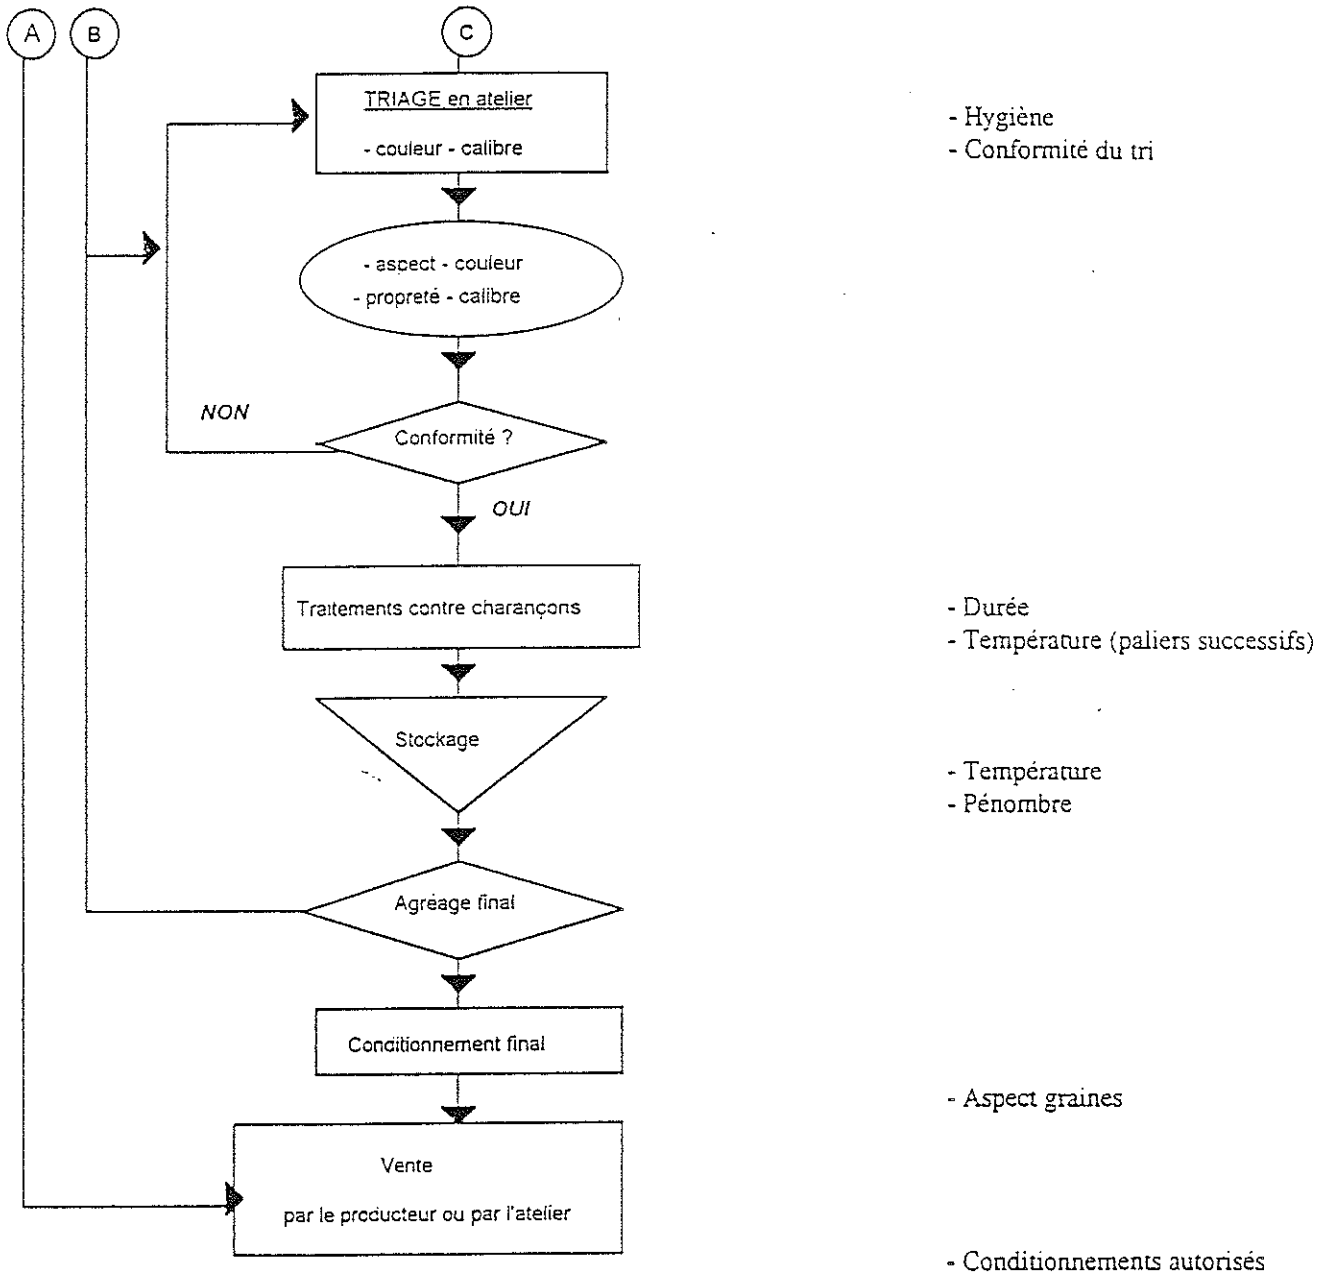 A
B
C
TRIAGE en atelier
- couleur - calibre
- Hygiène
- Conformité du tri
- aspect - couleur
- propreté - calibre
NON
Conformité ?
OUI
Traitements contre charançons
- Durée
- Température (paliers successifs)
Stockage
- Température
- Pénombre
Agréage final
Conditionnement final
- Aspect graines
Vente
par le producteur ou par l'atelier
- Conditionnements autorisés